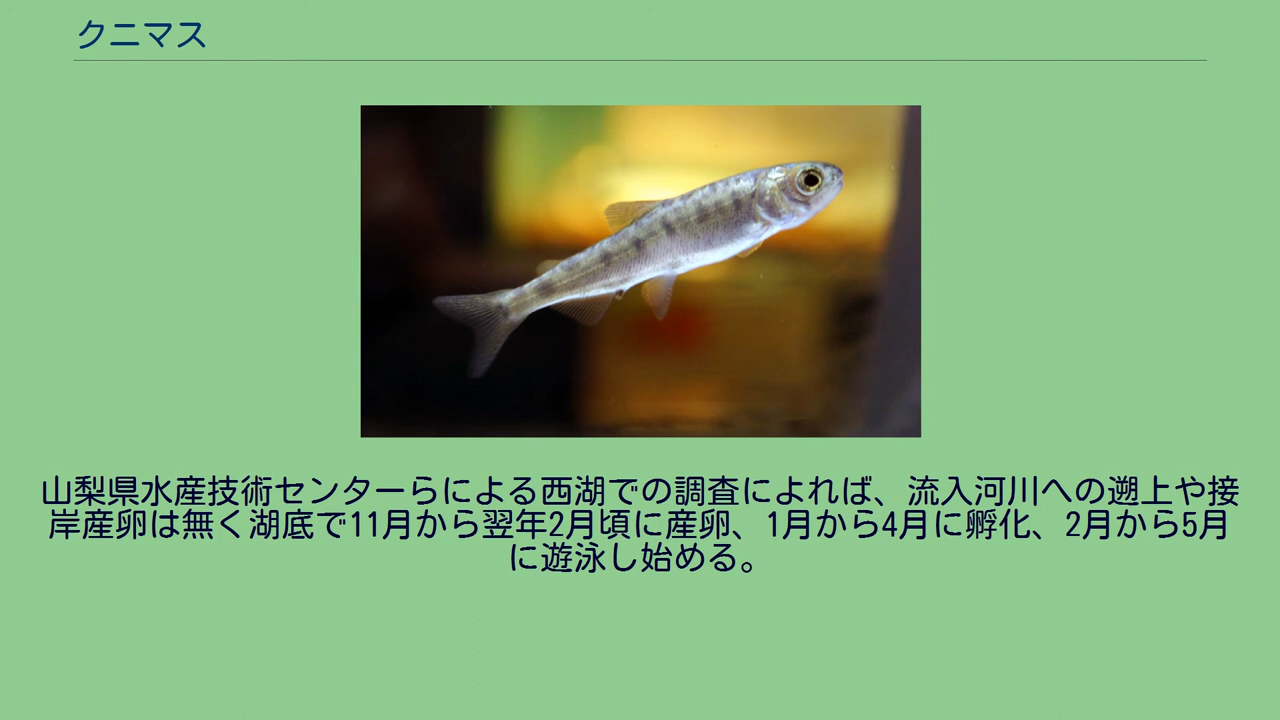 クニマス
山梨県水産技術センターらによる西湖での調査によれば、流入河川への遡上や接
岸産卵は無く湖底で11月から翌年2月頃に産卵、1月から4月に孵化、2月から5月
に遊泳し始める。